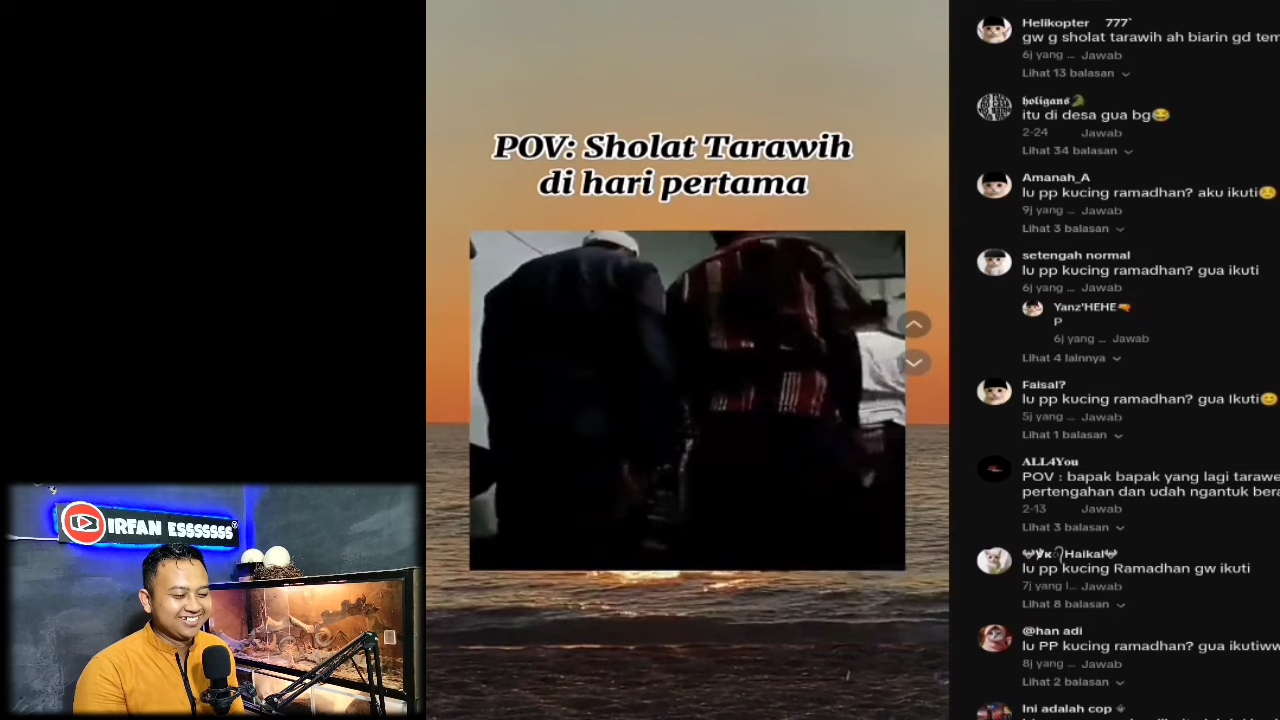 POV: Sholat Tarawih
di hari pertama
IRFAN ESSSSSSS
Helikopter 777`
gw g sholat tarawih ah biarin gd tem
6j yang ... Jawab
Lihat 13 balasan
holigans
itu di desa gua bg😂
2-24 Jawab
Lihat 34 balasan
Amanah_A
lu pp kucing ramadhan? aku ikuti
9j yang ... Jawab
Lihat 3 balasan
setengah normal
lu pp kucing ramadhan? gua ikuti
6j yang ... Jawab
Yanz'HEHE
P
6j yang ... Jawab
Lihat 4 lainnya
Faisal?
lu pp kucing ramadhan? gua Ikuti😊
5j yang ... Jawab
Lihat 1 balasan
ALL4You
POV : bapak bapak yang lagi tarawe
pertengahan dan udah ngantuk bera
2-13 Jawab
Lihat 3 balasan
Haikal
lu pp kucing Ramadhan gw ikuti
7j yang l... Jawab
Lihat 8 balasan
@han adi
lu PP kucing ramadhan? gua ikutiww
8j yang ... Jawab
Lihat 2 balasan
Ini adalah cop